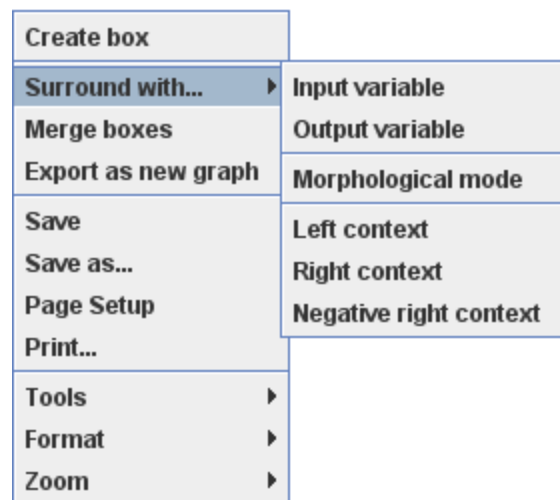 Create box
Surround with...
Merge boxes
Export as new graph
Save
Save as...
Page Setup
Print...
Tools
Format
Zoom
Input variable
Output variable
Morphological mode
Left context
Right context
Negative right context